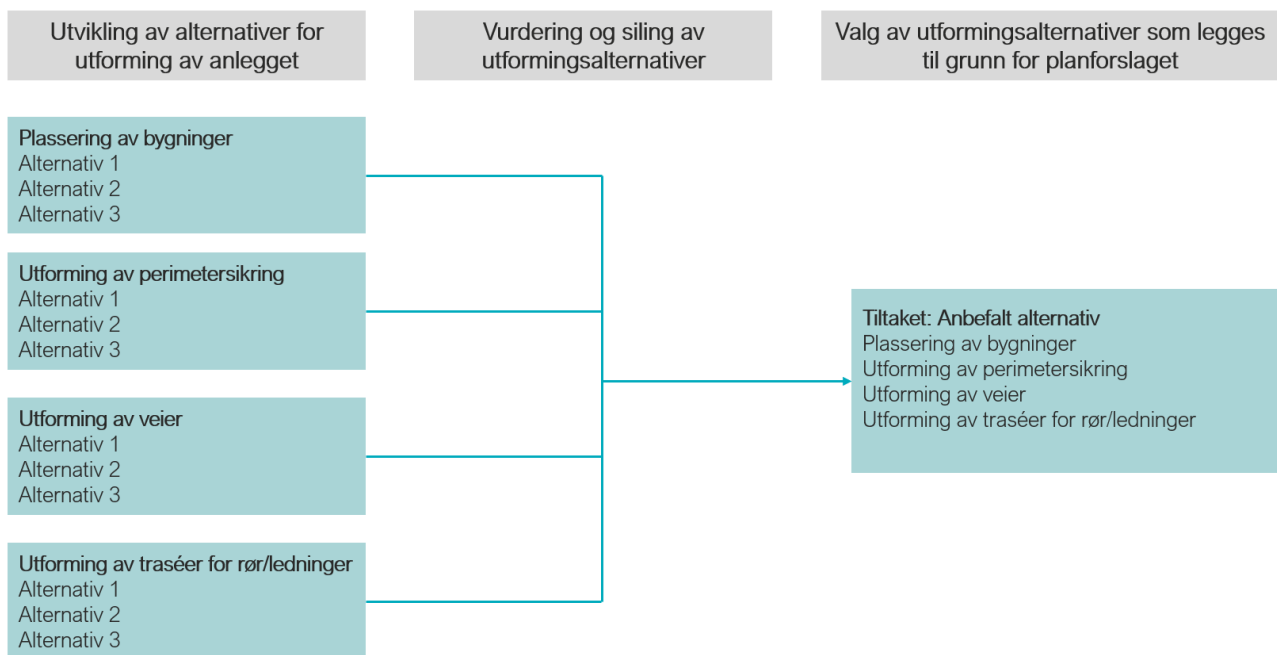 Utvikling av alternativer for
utforming av anlegget
Vurdering og siling av
utformingsalternativer
Valg av utformingsalternativer som legges
til grunn for planforslaget
Plassering av bygninger
Alternativ 1
Alternativ 2
Alternativ 3
Utforming av perimetersikring
Alternativ 1
Alternativ 2
Alternativ 3
Utforming av veier
Alternativ 1
Alternativ 2
Alternativ 3
Utforming av traséer for rør/ledninger
Alternativ 1
Alternativ 2
Alternativ 3
Tiltaket: Anbefalt alternativ
Plassering av bygninger
Utforming av perimetersikring
Utforming av veier
Utforming av traséer for rør/ledninger